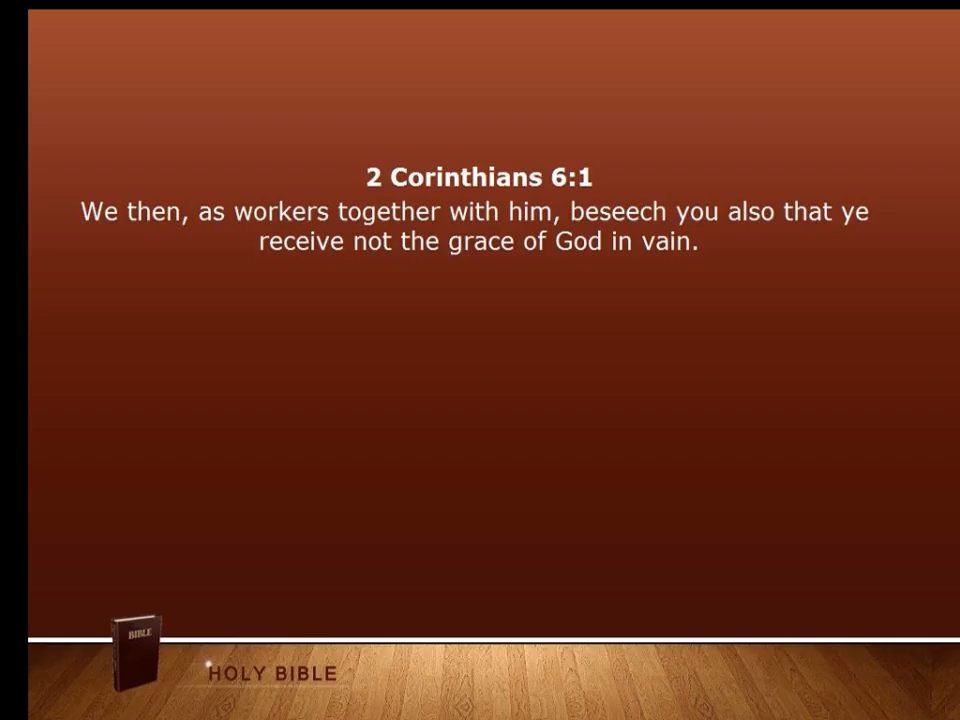 2 Corinthians 6:1
We then, as workers together with him, beseech you also that ye
receive not the grace of God in vain.
BIBLE
HOLY BIBLE